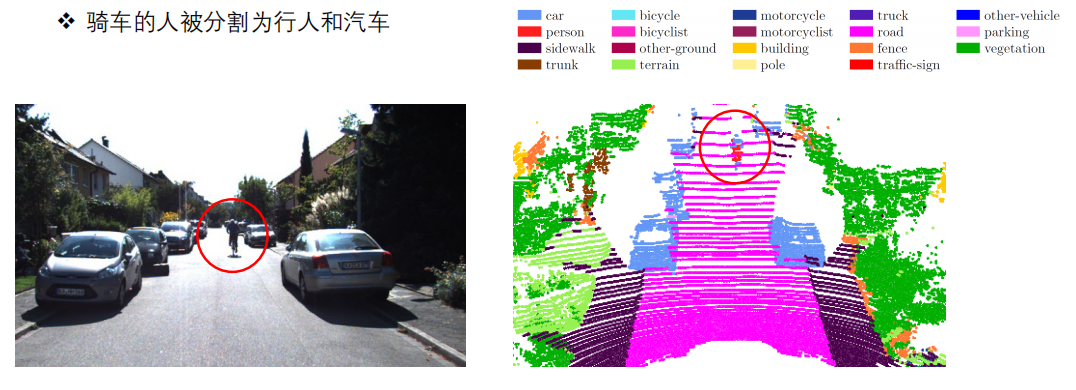 ❖ 骑车的人被分割为行人和汽车
car bicycle motorcycle truck other-vehicle
person bicyclist motorcyclist road parking
sidewalk other-ground building fence vegetation
trunk terrain pole traffic-sign